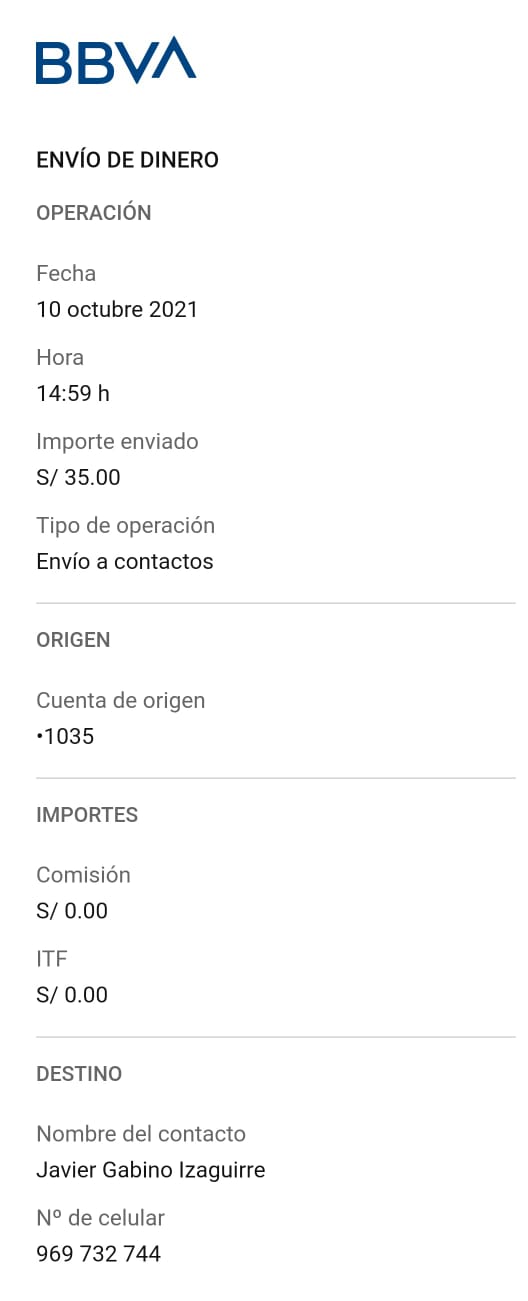 BBVA
ENVÍO DE DINERO
OPERACIÓN
Fecha
10 octubre 2021
Hora
14:59 h
Importe enviado
S/ 35.00
Tipo de operación
Envío a contactos
ORIGEN
Cuenta de origen
•1035
IMPORTES
Comisión
S/ 0.00
ITF
S/ 0.00
DESTINO
Nombre del contacto
Javier Gabino Izaguirre
Nº de celular
969 732 744